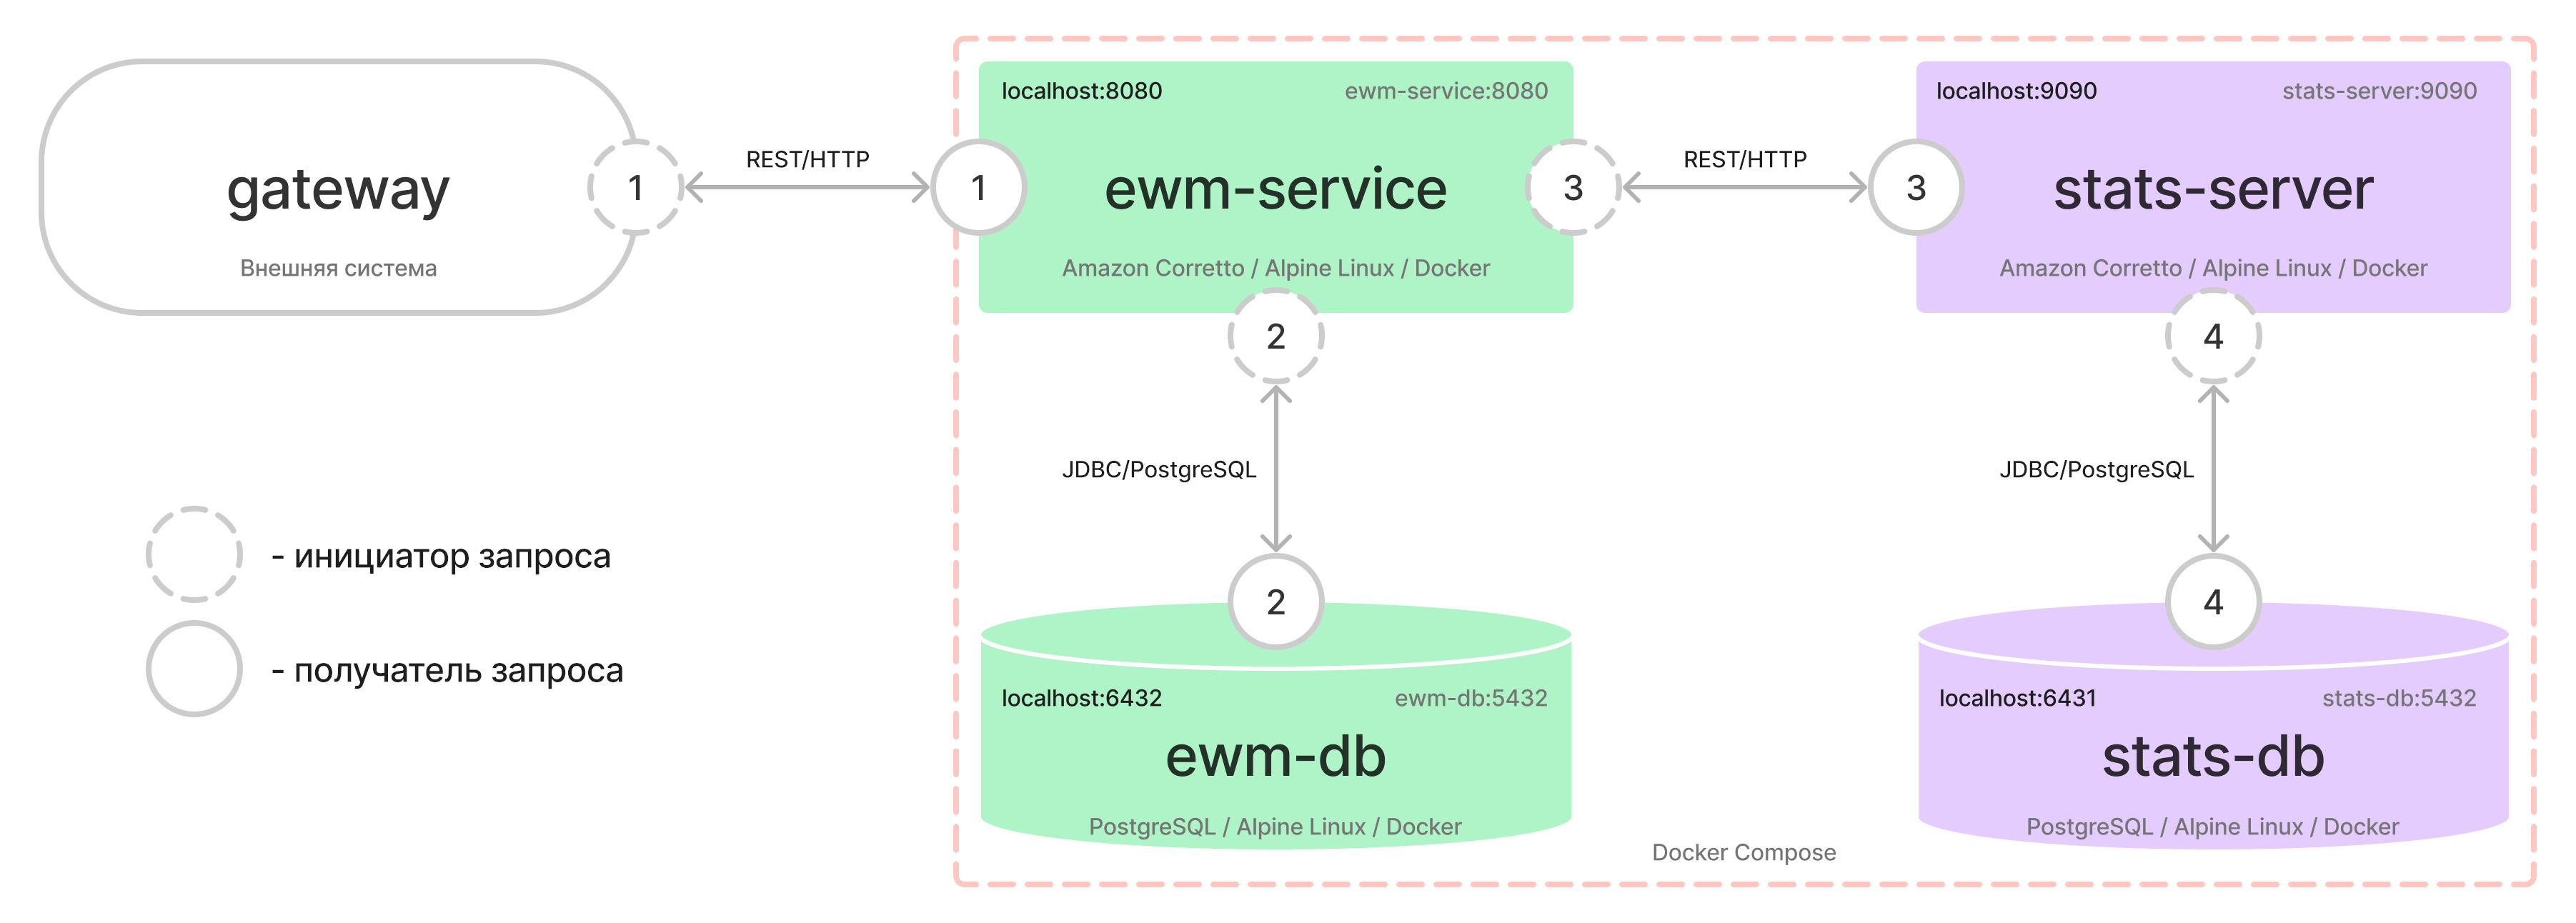 gateway
Внешняя система
1
REST/HTTP
1
localhost:8080
ewm-service:8080
ewm-service
Amazon Corretto / Alpine Linux / Docker
3
REST/HTTP
3
localhost:9090
stats-server:9090
stats-server
Amazon Corretto / Alpine Linux / Docker
2
JDBC/PostgreSQL
2
4
JDBC/PostgreSQL
4
- инициатор запроса
- получатель запроса
localhost:6432
ewm-db:5432
ewm-db
PostgreSQL / Alpine Linux / Docker
localhost:6431
stats-db:5432
stats-db
PostgreSQL / Alpine Linux / Docker
Docker Compose